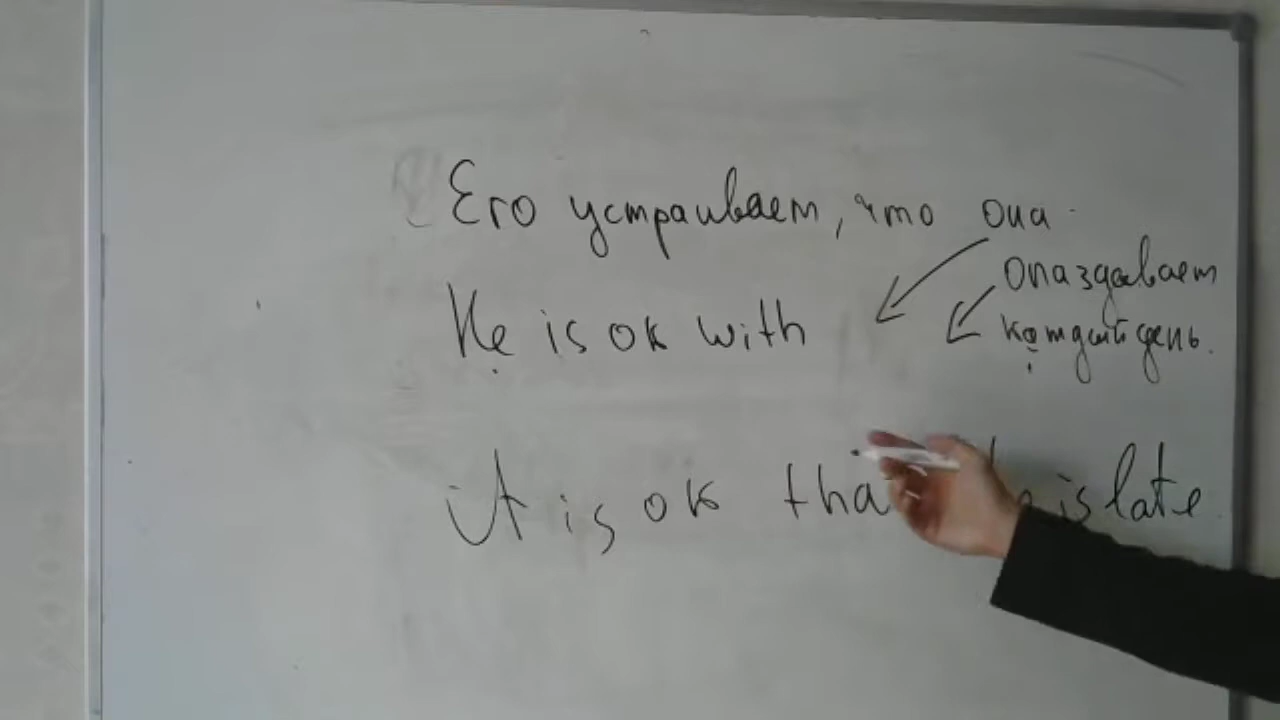 Его устраивает, что она
опаздывает
каждый день.
He is ok with
it is ok tha is late